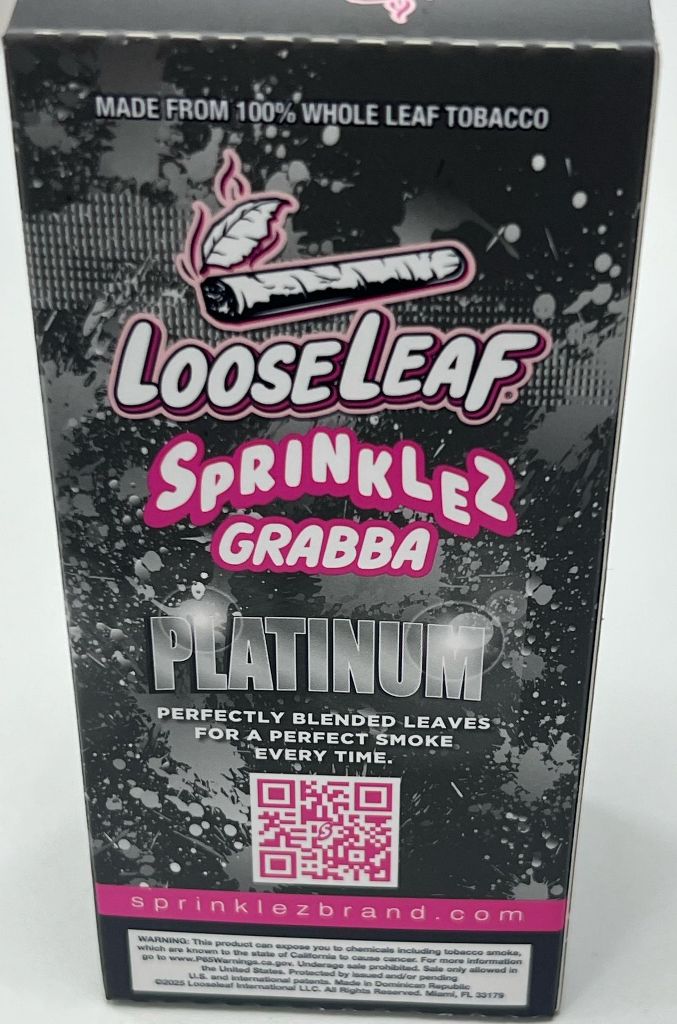 MADE FROM 100% WHOLE LEAF TOBACCO
LOOSELEAF®
SPRINKLEZ
GRABBA
PLATINUM
PERFECTLY BLENDED LEAVES
FOR A PERFECT SMOKE
EVERY TIME.
S
sprinklezbrand.com
WARNING: This product can expose you to chemicals including tobacco smoke,
which are known to the state of California to cause cancer. For more information
go to www.P65Warnings.ca.gov. Underage sale prohibited. Sale only allowed in
the United States. Protected by issued and/or pending
U.S. and international patents. Made in Dominican Republic
©2025 Looseleaf International LLC. All Rights Reserved. Miami, FL 33179